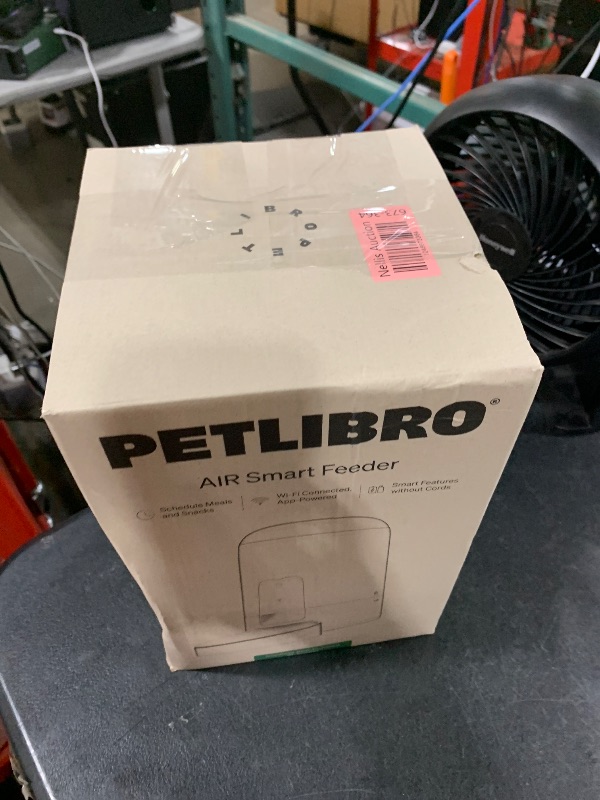 PETLIBRO
Nellis Auction
PETLIBRO®
AIR Smart Feeder
Schedule Meals
and Snacks
Wi-Fi Connected,
App-Powered
Smart Features
without Cords
Honeywell